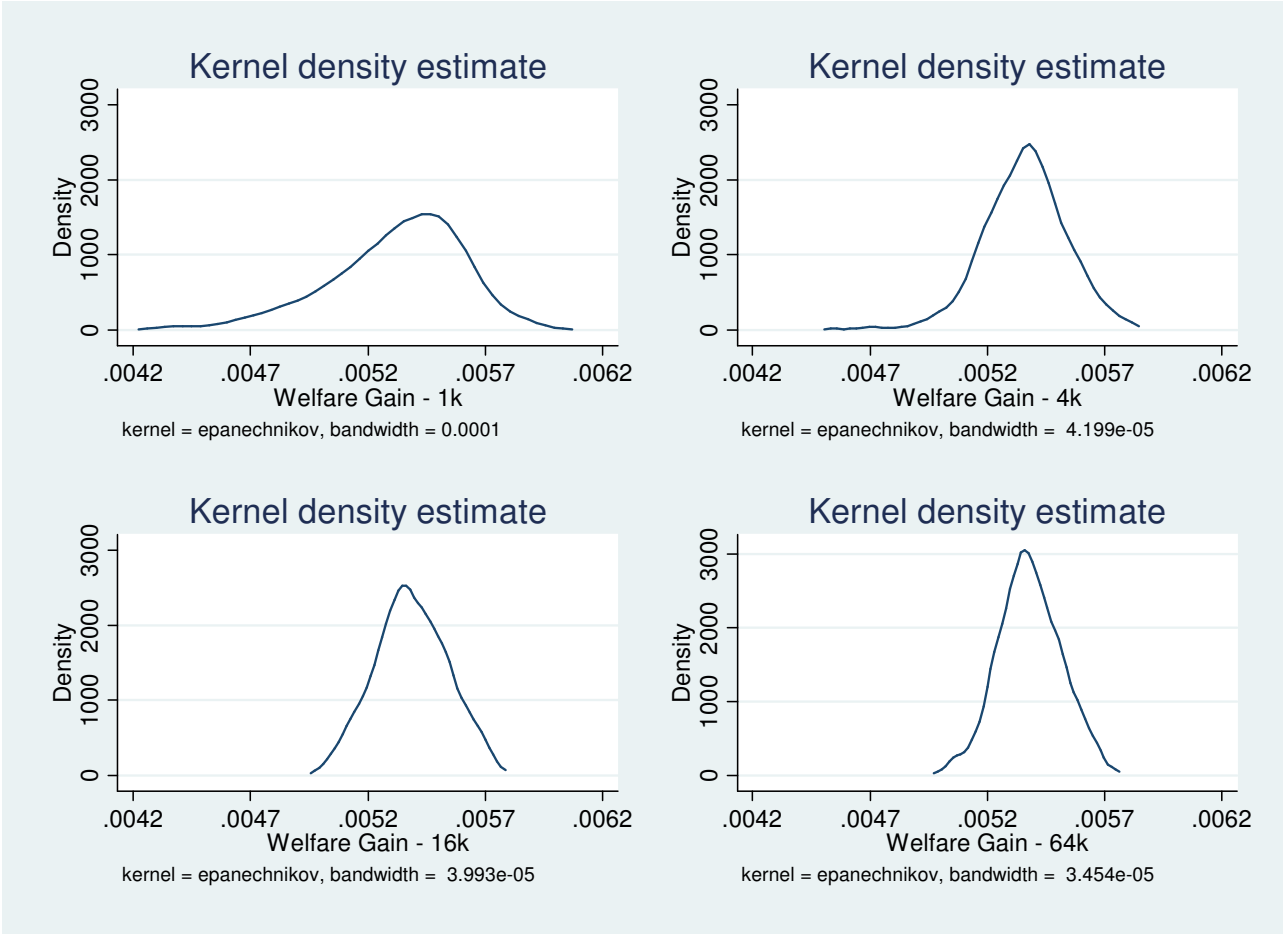 Kernel density estimate
3000
2000
1000
0
Density
.0042 .0047 .0052 .0057 .0062
Welfare Gain - 1k
kernel = epanechnikov, bandwidth = 0.0001
Kernel density estimate
3000
2000
1000
0
Density
.0042 .0047 .0052 .0057 .0062
Welfare Gain - 4k
kernel = epanechnikov, bandwidth = 4.199e-05
Kernel density estimate
3000
2000
1000
0
Density
.0042 .0047 .0052 .0057 .0062
Welfare Gain - 16k
kernel = epanechnikov, bandwidth = 3.993e-05
Kernel density estimate
3000
2000
1000
0
Density
.0042 .0047 .0052 .0057 .0062
Welfare Gain - 64k
kernel = epanechnikov, bandwidth = 3.454e-05